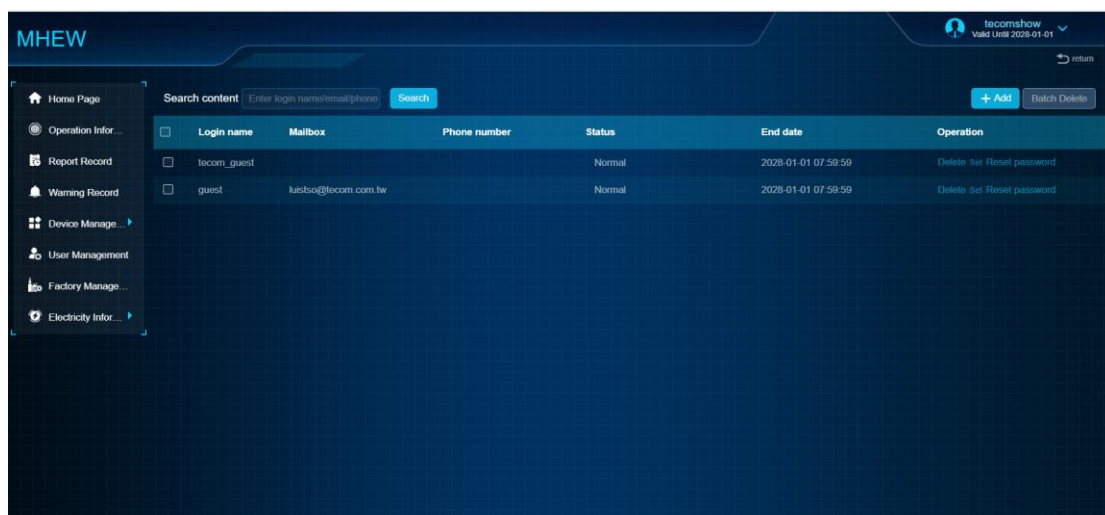 MHEW
tecomshow
Valid Until 2028-01-01
return
Home Page
Operation Infor...
Report Record
Warning Record
Device Manage...
User Management
Factory Manage...
Electricity Infor...
Search content Enter login name/email/phone Search + Add Batch Delete
Login name Mailbox Phone number Status End date Operation
tecom_guest Normal 2028-01-01 07:59:59 Delete Set Reset password
guest luistso@tecom.com.tw Normal 2028-01-01 07:59:59 Delete Set Reset password